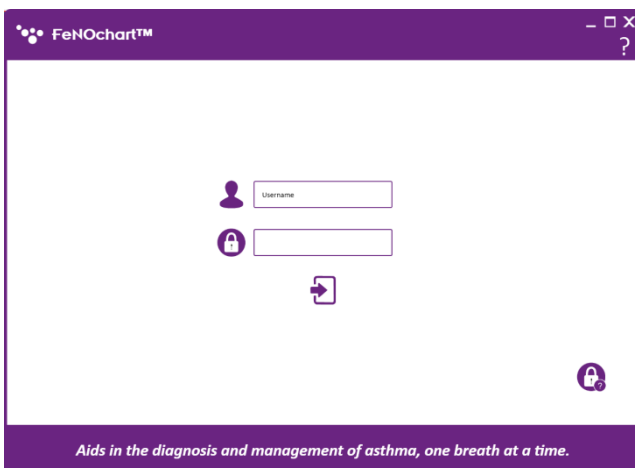 FeNOchart™
?
Username
?
Aids in the diagnosis and management of asthma, one breath at a time.